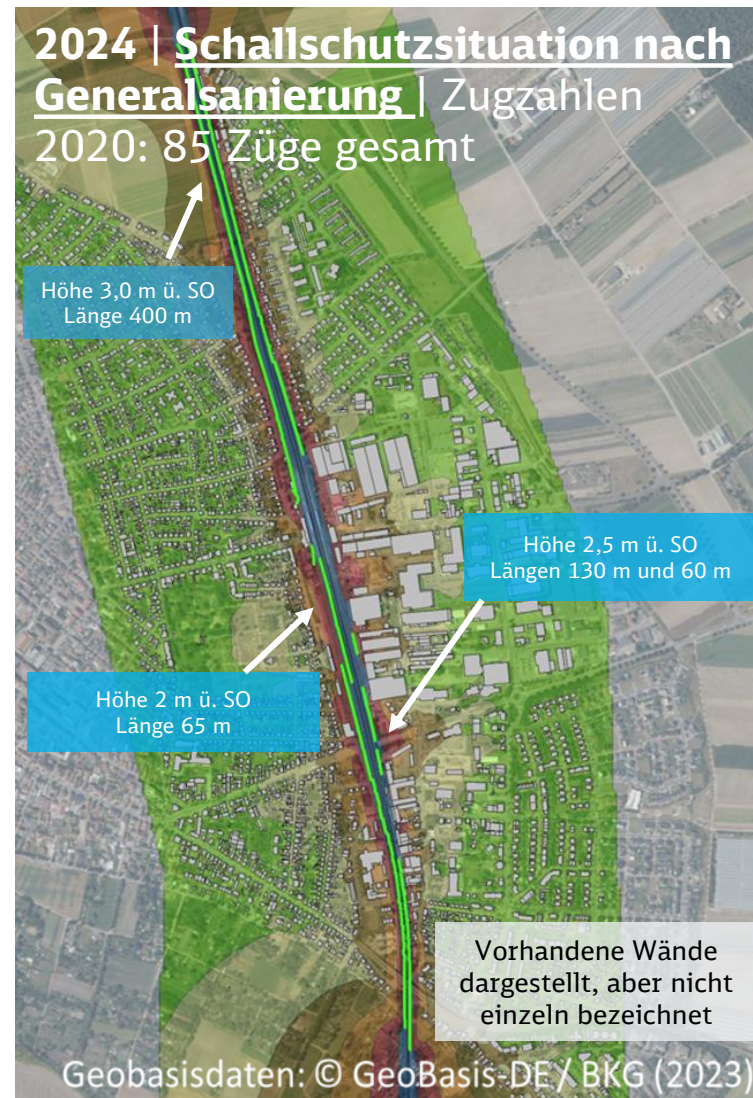 2024 | Schallschutzsituation nach
Generalsanierung | Zugzahlen
2020: 85 Züge gesamt
Höhe 3,0 m ü. SO
Länge 400 m
Höhe 2,5 m ü. SO
Längen 130 m und 60 m
Höhe 2 m ü. SO
Länge 65 m
Vorhandene Wände
dargestellt, aber nicht
einzeln bezeichnet
Geobasisdaten: © GeoBasis-DE / BKG (2023)